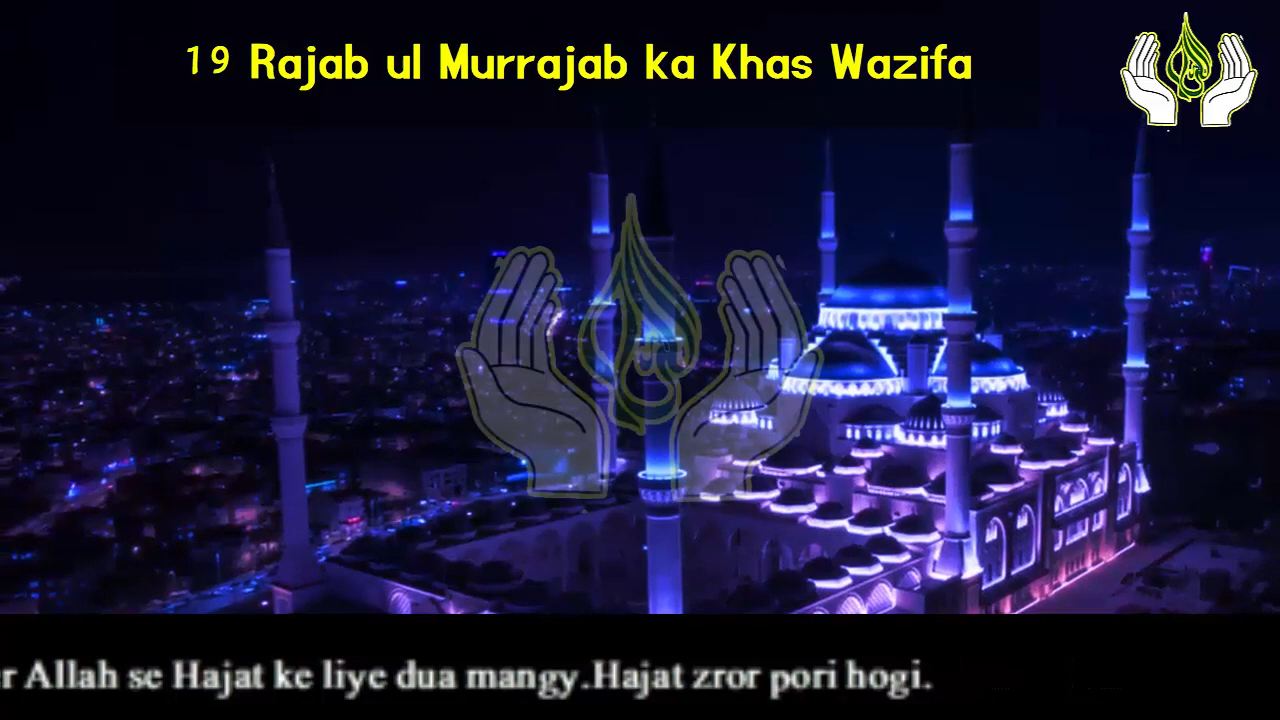 19 Rajab ul Murrajab ka Khas Wazifa
Allah se Hajat ke liye dua mangy.Hajat zror pori hogi.